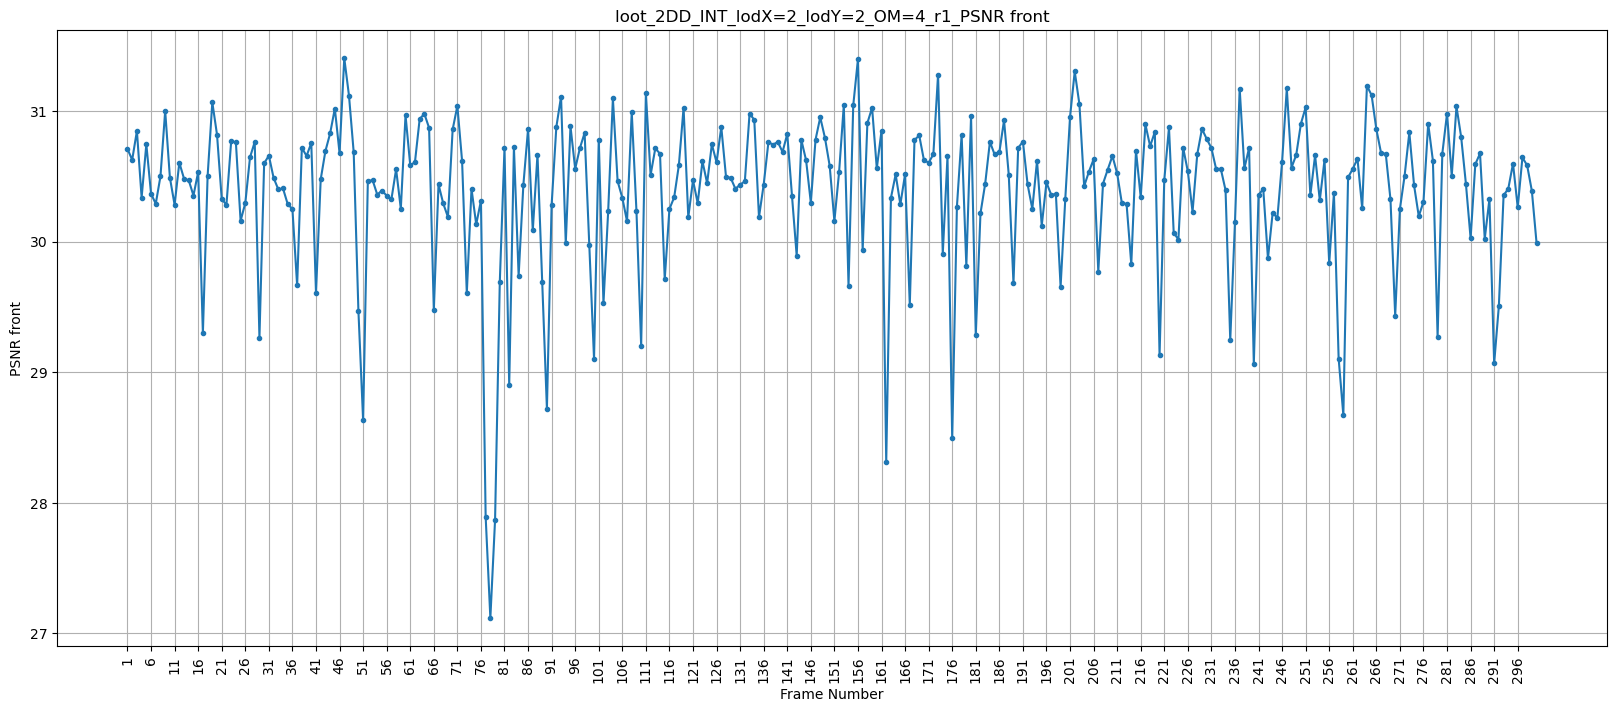 loot_2DD_INT_lodX=2_lodY=2_OM=4_r1_PSNR front
PSNR front
31
30
29
28
27
1 6 11 16 21 26 31 36 41 46 51 56 61 66 71 76 81 86 91 96 101 106 111 116 121 126 131 136 141 146 151 156 161 166 171 176 181 186 191 196 201 206 211 216 221 226 231 236 241 246 251 256 261 266 271 276 281 286 291 296
Frame Number